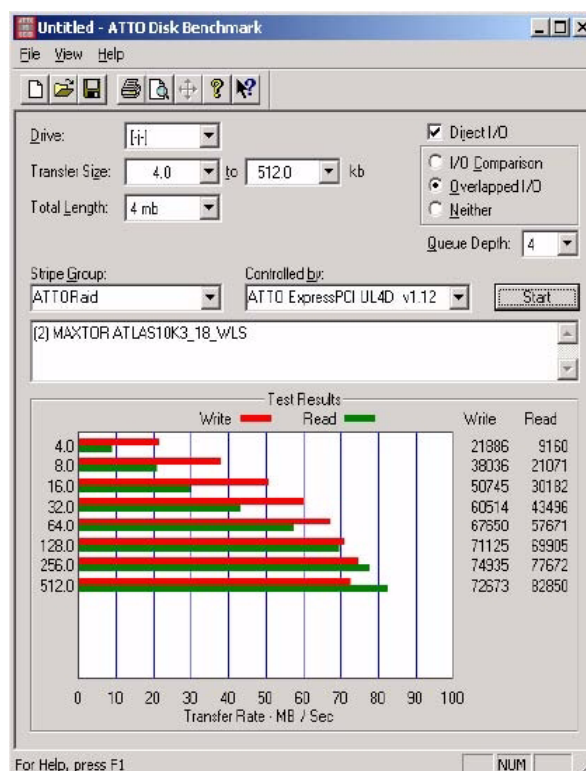 Untitled - ATTO Disk Benchmark
File View Help
Drive: [-j-]
Direct I/O
Transfer Size: 4.0 to 512.0 kb
I/O Comparison
Overlapped I/O
Total Length: 4 mb
Neither
Queue Depth: 4
Stripe Group: Controlled by:
ATTORaid ATTO ExpressPCI UL4D v1.12 Start
(2) MAXTOR ATLAS10K3_18_WLS
Test Results
Write Read Write Read
4.0 21886 9160
8.0 38036 21071
16.0 50745 30182
32.0 60514 43496
64.0 67650 57671
128.0 71125 69905
256.0 74935 77672
512.0 72673 82850
0 10 20 30 40 50 60 70 80 90 100
Transfer Rate - MB / Sec
For Help, press F1 NUM